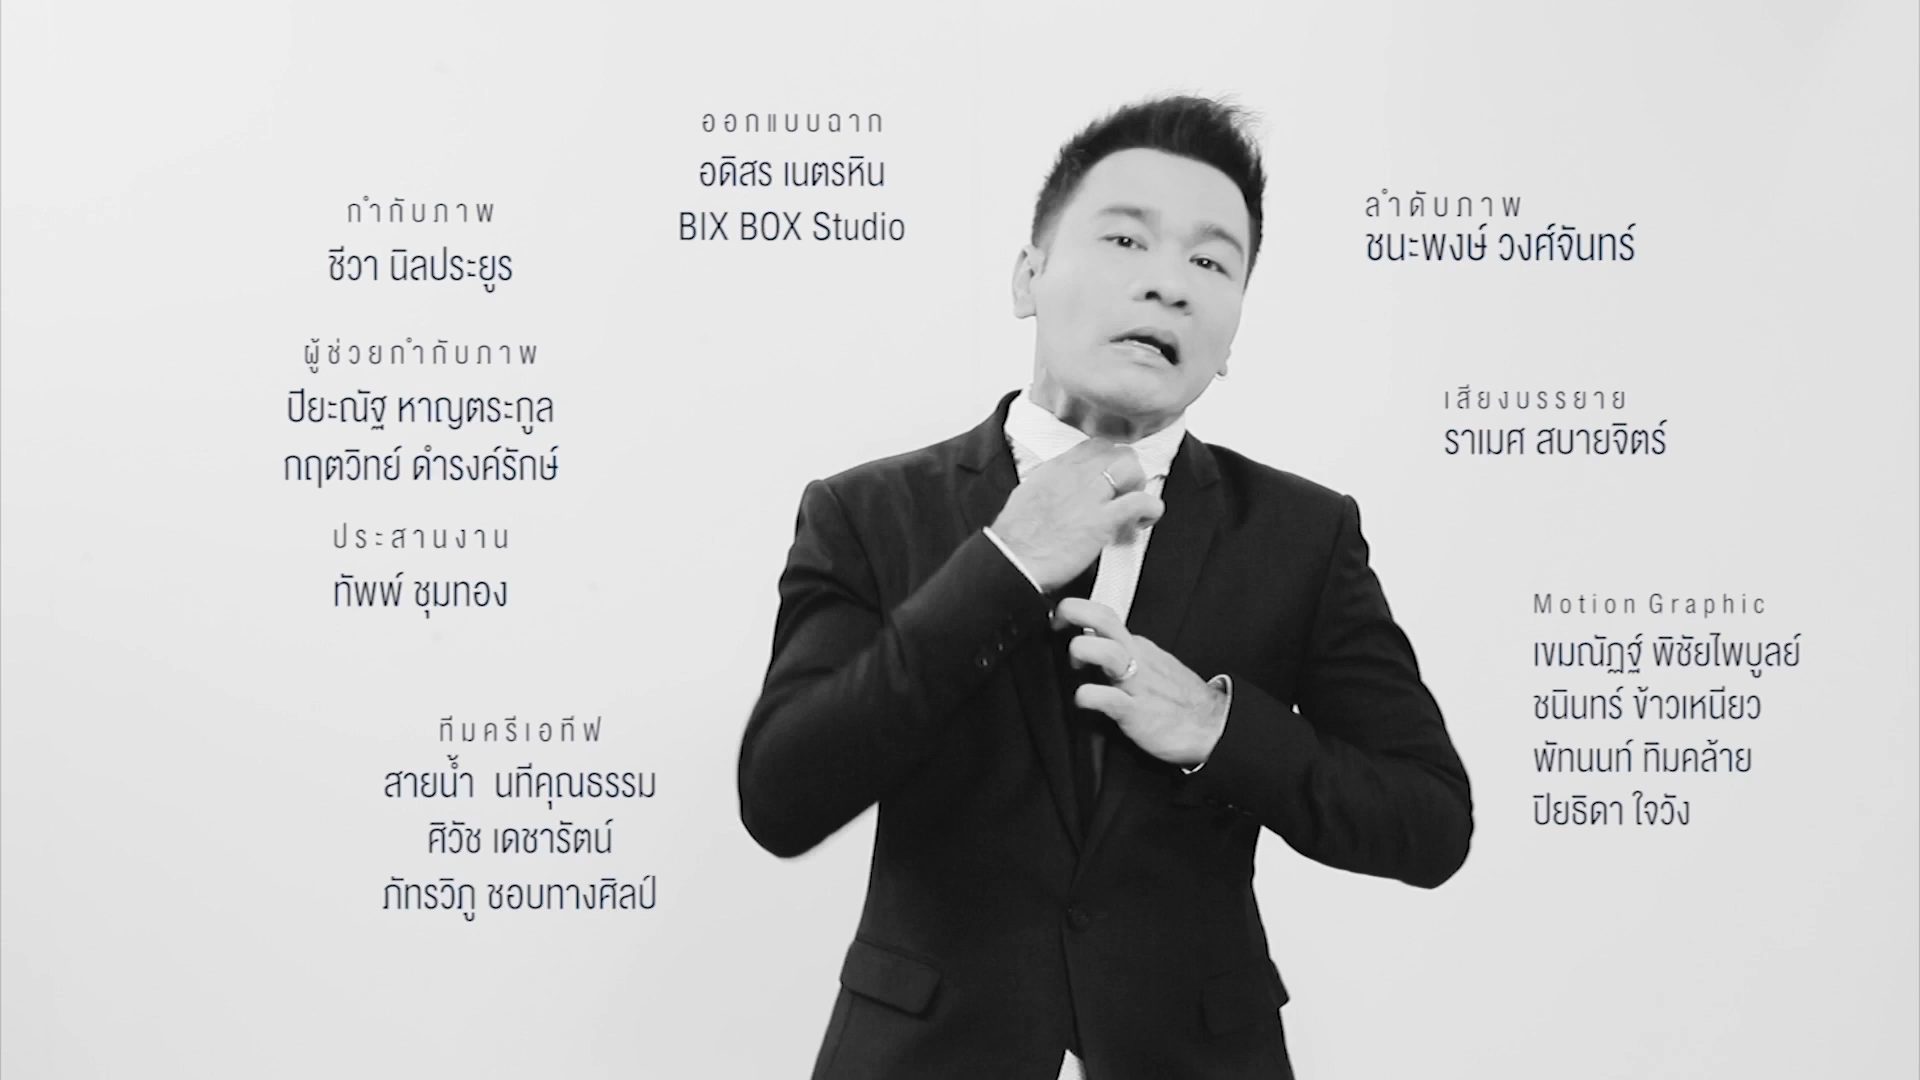 ออกแบบฉาก
อดิสร เนตรหิน
BIX BOX Studio
กำกับภาพ
ชีวา นิลประยูร
ผู้ช่วยกำกับภาพ
ปิยะณัฐ หาญตระกูล
กฤตวิทย์ ดำรงค์รักษ์
ประสานงาน
ทัพพ์ ชุมทอง
ทีมครีเอทีฟ
สายน้ำ นทีคุณธรรม
ศิวัช เดชารัตน์
ภัทรวิภู ชอบทางศิลป์
ลำดับภาพ
ชนะพงษ์ วงศ์จันทร์
เสียงบรรยาย
ราเมศ สบายจิตร์
Motion Graphic
เขมณัฏฐ์ พิชัยไพบูลย์
ชนินทร์ ข้าวเหนียว
พัทนนท์ ทิมคล้าย
ปิยธิดา ใจวัง